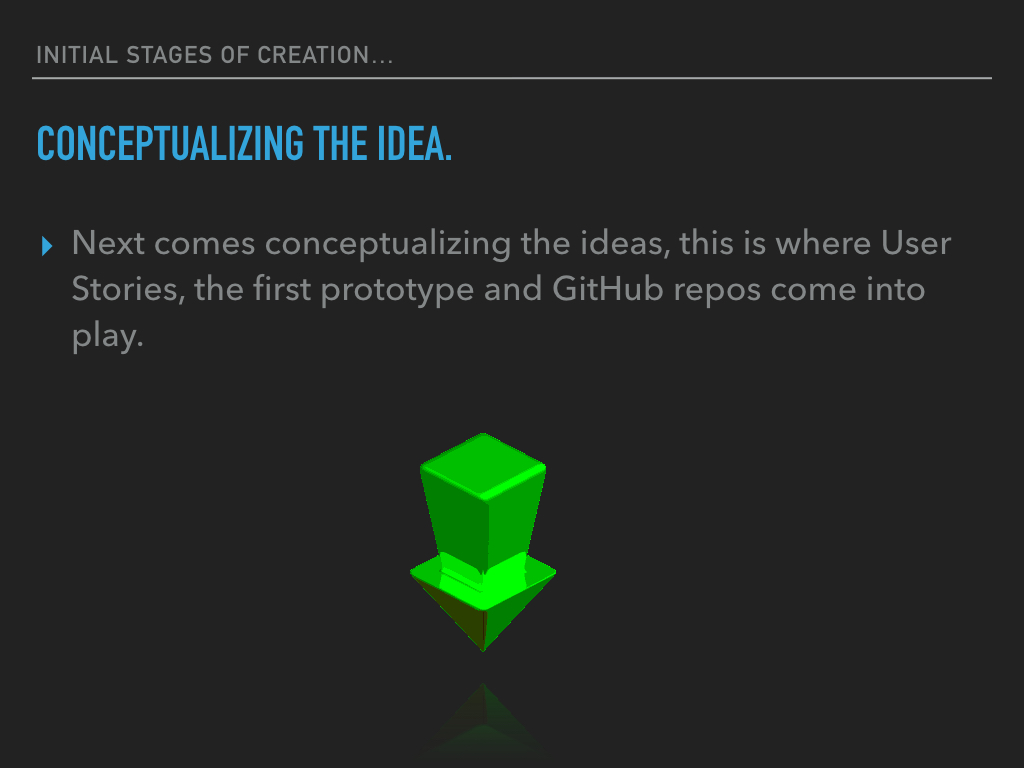 INITIAL STAGES OF CREATION…
CONCEPTUALIZING THE IDEA.
Next comes conceptualizing the ideas, this is where User
Stories, the first prototype and GitHub repos come into
play.